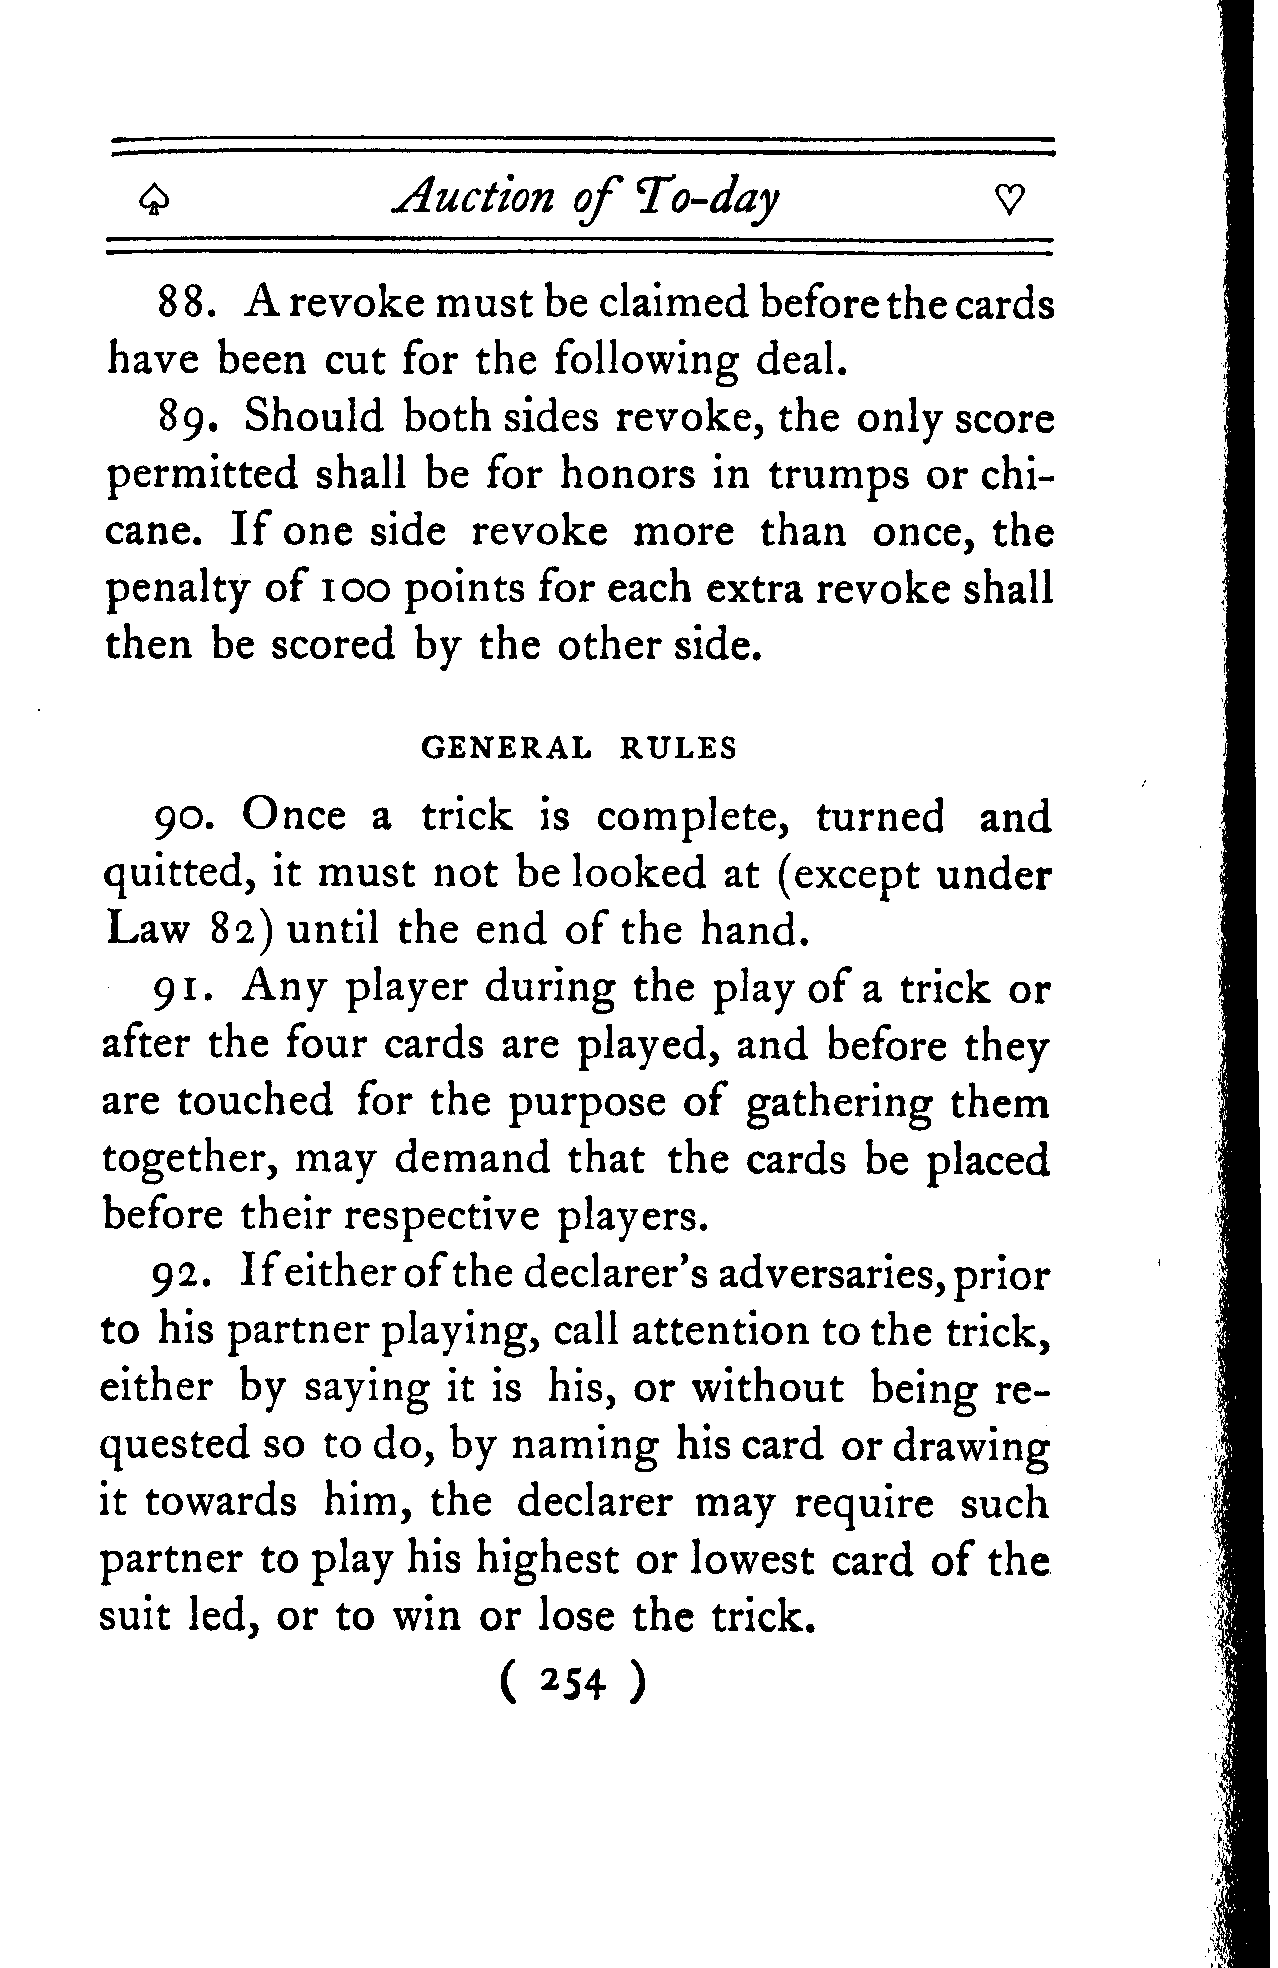 ♤ Auction of To-day ♡
88. A revoke must be claimed before the cards
have been cut for the following deal.
89. Should both sides revoke, the only score
permitted shall be for honors in trumps or chi-
cane. If one side revoke more than once, the
penalty of 100 points for each extra revoke shall
then be scored by the other side.
GENERAL RULES
90. Once a trick is complete, turned and
quitted, it must not be looked at (except under
Law 82) until the end of the hand.
91. Any player during the play of a trick or
after the four cards are played, and before they
are touched for the purpose of gathering them
together, may demand that the cards be placed
before their respective players.
92. If either of the declarer's adversaries, prior
to his partner playing, call attention to the trick,
either by saying it is his, or without being re-
quested so to do, by naming his card or drawing
it towards him, the declarer may require such
partner to play his highest or lowest card of the
suit led, or to win or lose the trick.
( 254 )